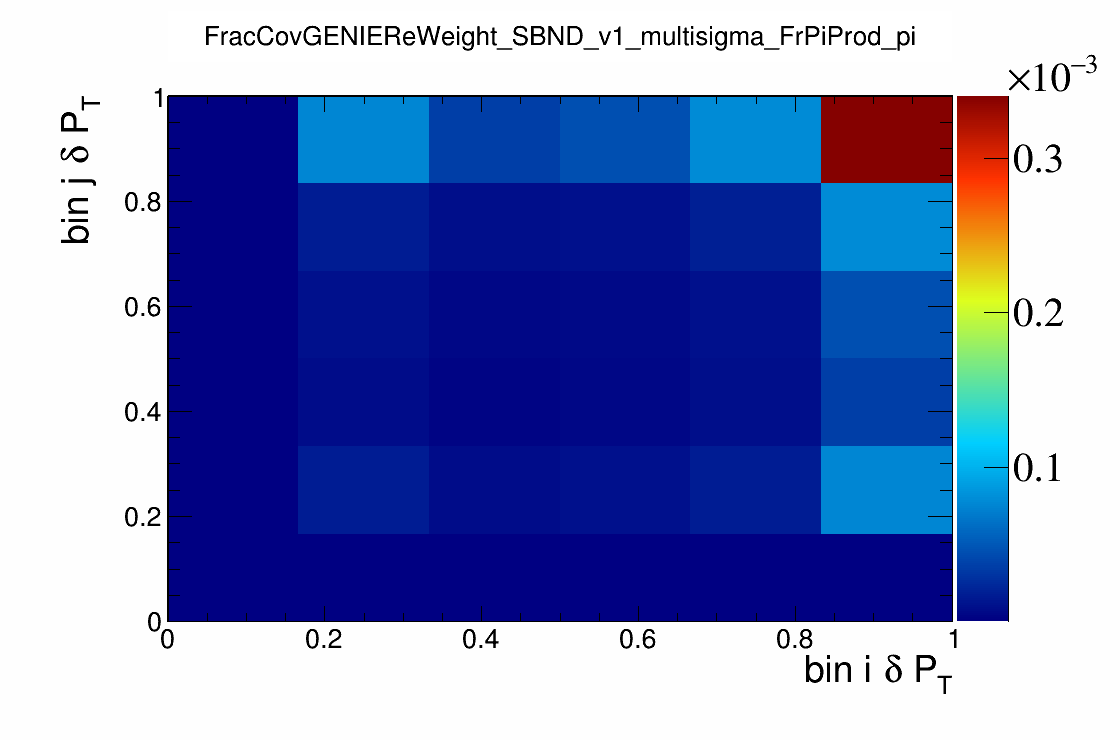 FracCovGENIEReWeight_SBND_v1_multisigma_FrPiProd_pi
×10⁻³
bin j δ P_T
1
0.8
0.6
0.4
0.2
0
0 0.2 0.4 0.6 0.8 1
bin i δ P_T
0.3
0.2
0.1